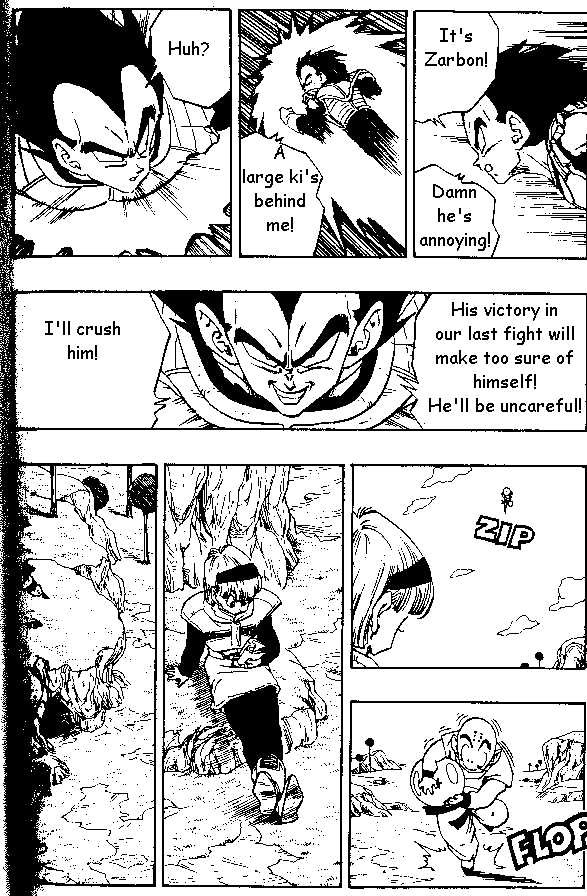 Huh?
A
large ki's
behind
me!
It's
Zarbon!
Damn
he's
annoying!
I'll crush
him!
His victory in
our last fight will
make too sure of
himself!
He'll be uncareful!
ZIP
FLOP